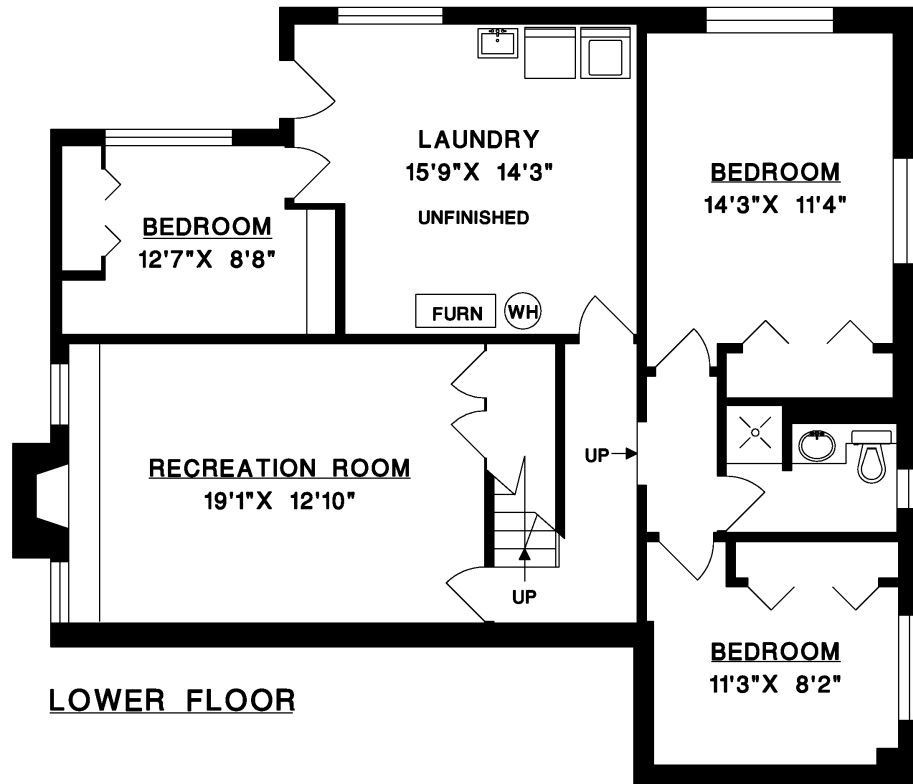 LAUNDRY
15'9"X 14'3"
UNFINISHED
BEDROOM
14'3"X 11'4"
BEDROOM
12'7"X 8'8"
FURN
WH
RECREATION ROOM
19'1"X 12'10"
UP
UP
BEDROOM
11'3"X 8'2"
LOWER FLOOR